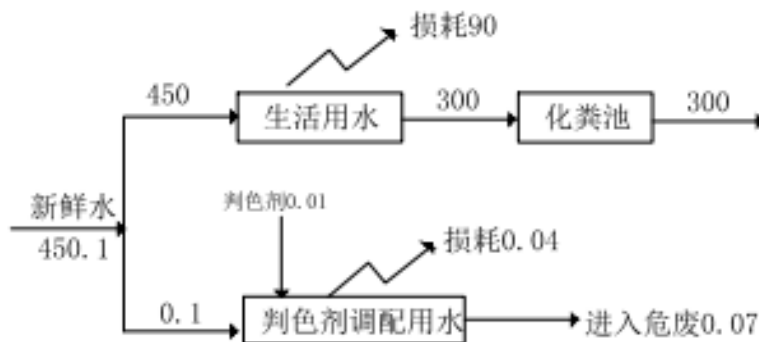 损耗90
450
生活用水
300
化粪池
300
新鲜水
450.1
判色剂0.01
损耗0.04
0.1
判色剂调配用水
进入危废0.07